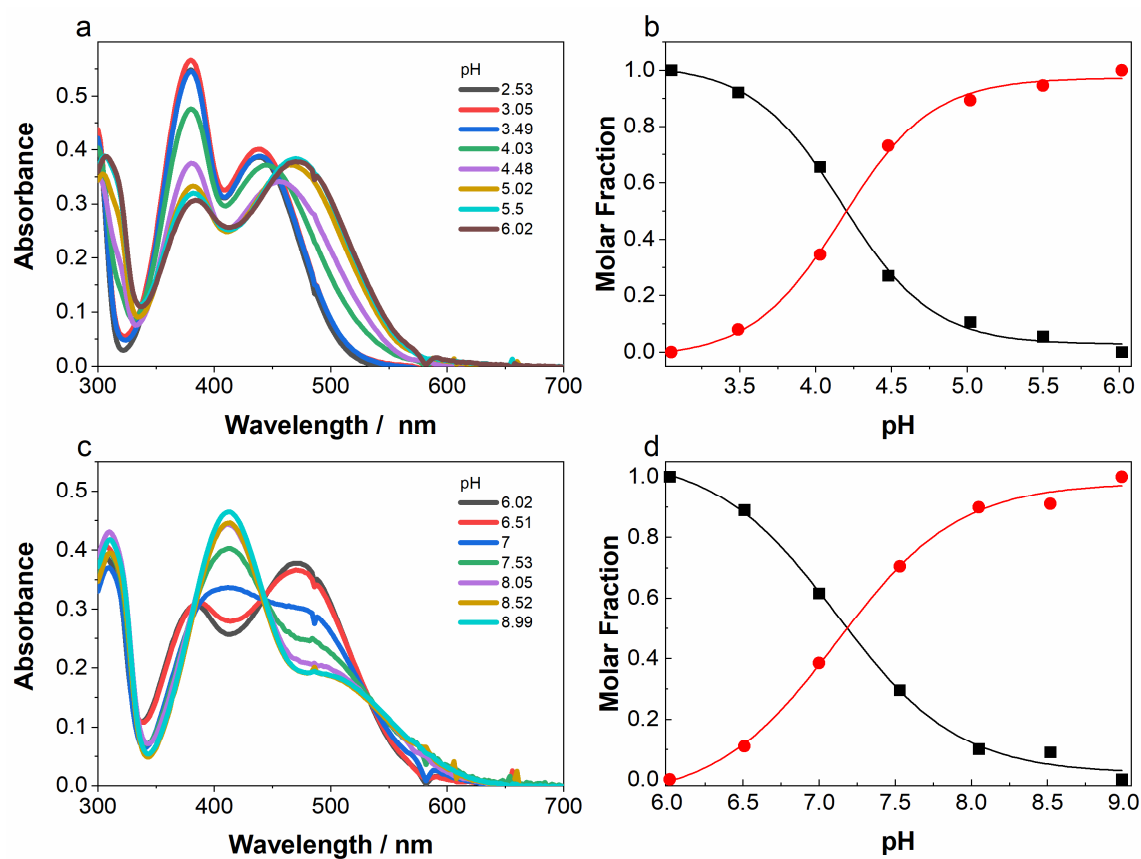 a
pH
2.53
3.05
3.49
4.03
4.48
5.02
5.5
6.02
0.5
0.4
0.3
0.2
0.1
0.0
Absorbance
300 400 500 600 700
Wavelength / nm
b
1.0
0.8
0.6
0.4
0.2
0.0
Molar Fraction
3.5 4.0 4.5 5.0 5.5 6.0
pH
c
pH
6.02
6.51
7
7.53
8.05
8.52
8.99
0.5
0.4
0.3
0.2
0.1
0.0
Absorbance
300 400 500 600 700
Wavelength / nm
d
1.0
0.8
0.6
0.4
0.2
0.0
Molar Fraction
6.0 6.5 7.0 7.5 8.0 8.5 9.0
pH